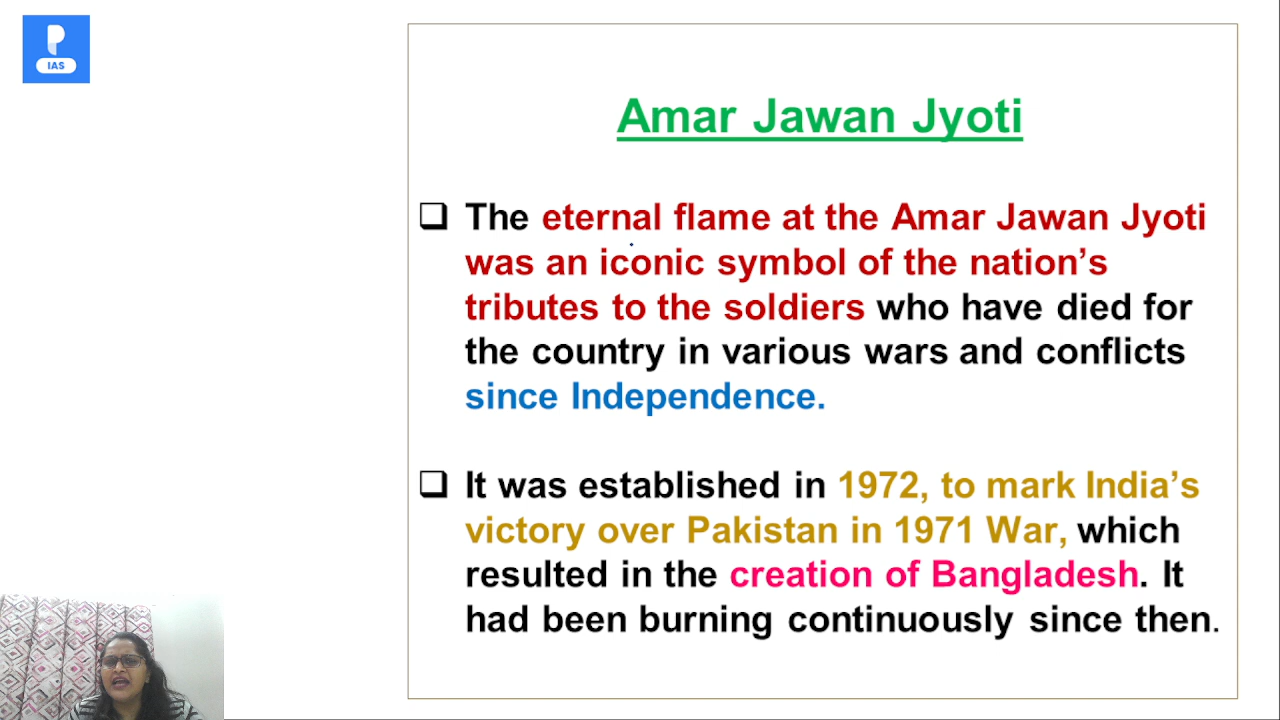 P
IAS
Amar Jawan Jyoti
❑ The eternal flame at the Amar Jawan Jyoti
was an iconic symbol of the nation’s
tributes to the soldiers who have died for
the country in various wars and conflicts
since Independence.
❑ It was established in 1972, to mark India’s
victory over Pakistan in 1971 War, which
resulted in the creation of Bangladesh. It
had been burning continuously since then.